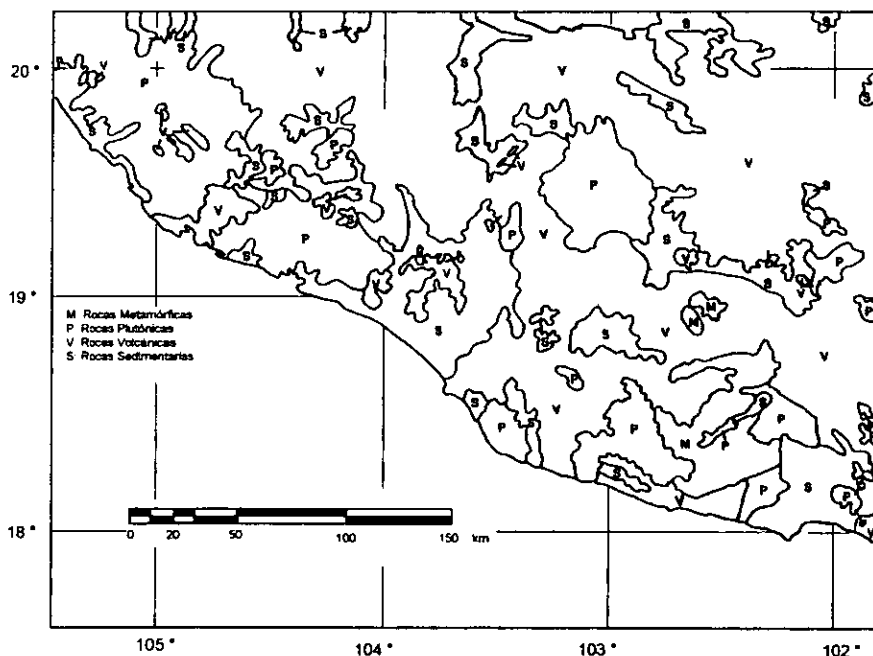 S
S
S
S
V
20°
V
P
V
V
S
S
S
S
S
S
P
S
V
V
S
P
S
P
S
V
S
V
S
P
V
P
V
S
P
S
V
S
V
P
19°
V
S
M
P
M Rocas Metamórficas
P Rocas Plutónicas
V Rocas Volcánicas
S Rocas Sedimentarias
S
S
S
V
V
P
S
V
S
P
P
P
M
P
S
P
S
V
P
18°
0 20 50 100 150 km
105° 104° 103° 102°